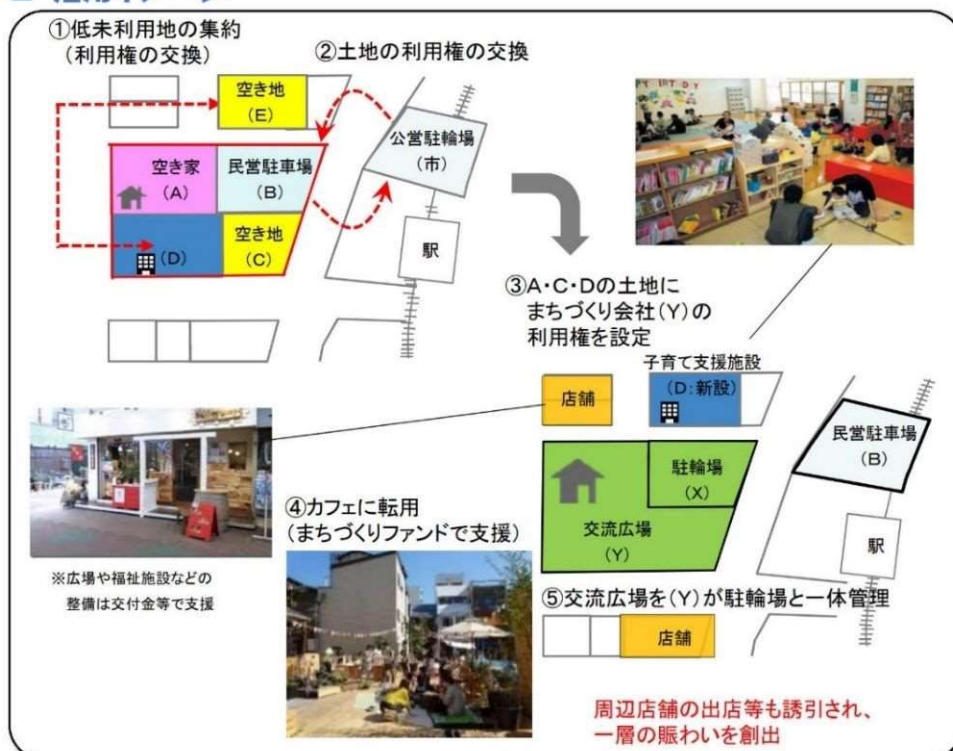 ①低未利用地の集約
(利用権の交換)
②土地の利用権の交換
空き地
(E)
公営駐輪場
(市)
空き家
(A)
民営駐車場
(B)
(D)
空き地
(C)
駅
③A・C・Dの土地に
まちづくり会社(Y)の
利用権を設定
子育て支援施設
(D:新設)
店舗
民営駐車場
(B)
駐輪場
(X)
交流広場
(Y)
駅
④カフェに転用
(まちづくりファンドで支援)
※広場や福祉施設などの
整備は交付金等で支援
⑤交流広場を(Y)が駐輪場と一体管理
店舗
周辺店舗の出店等も誘引され、
一層の賑わいを創出